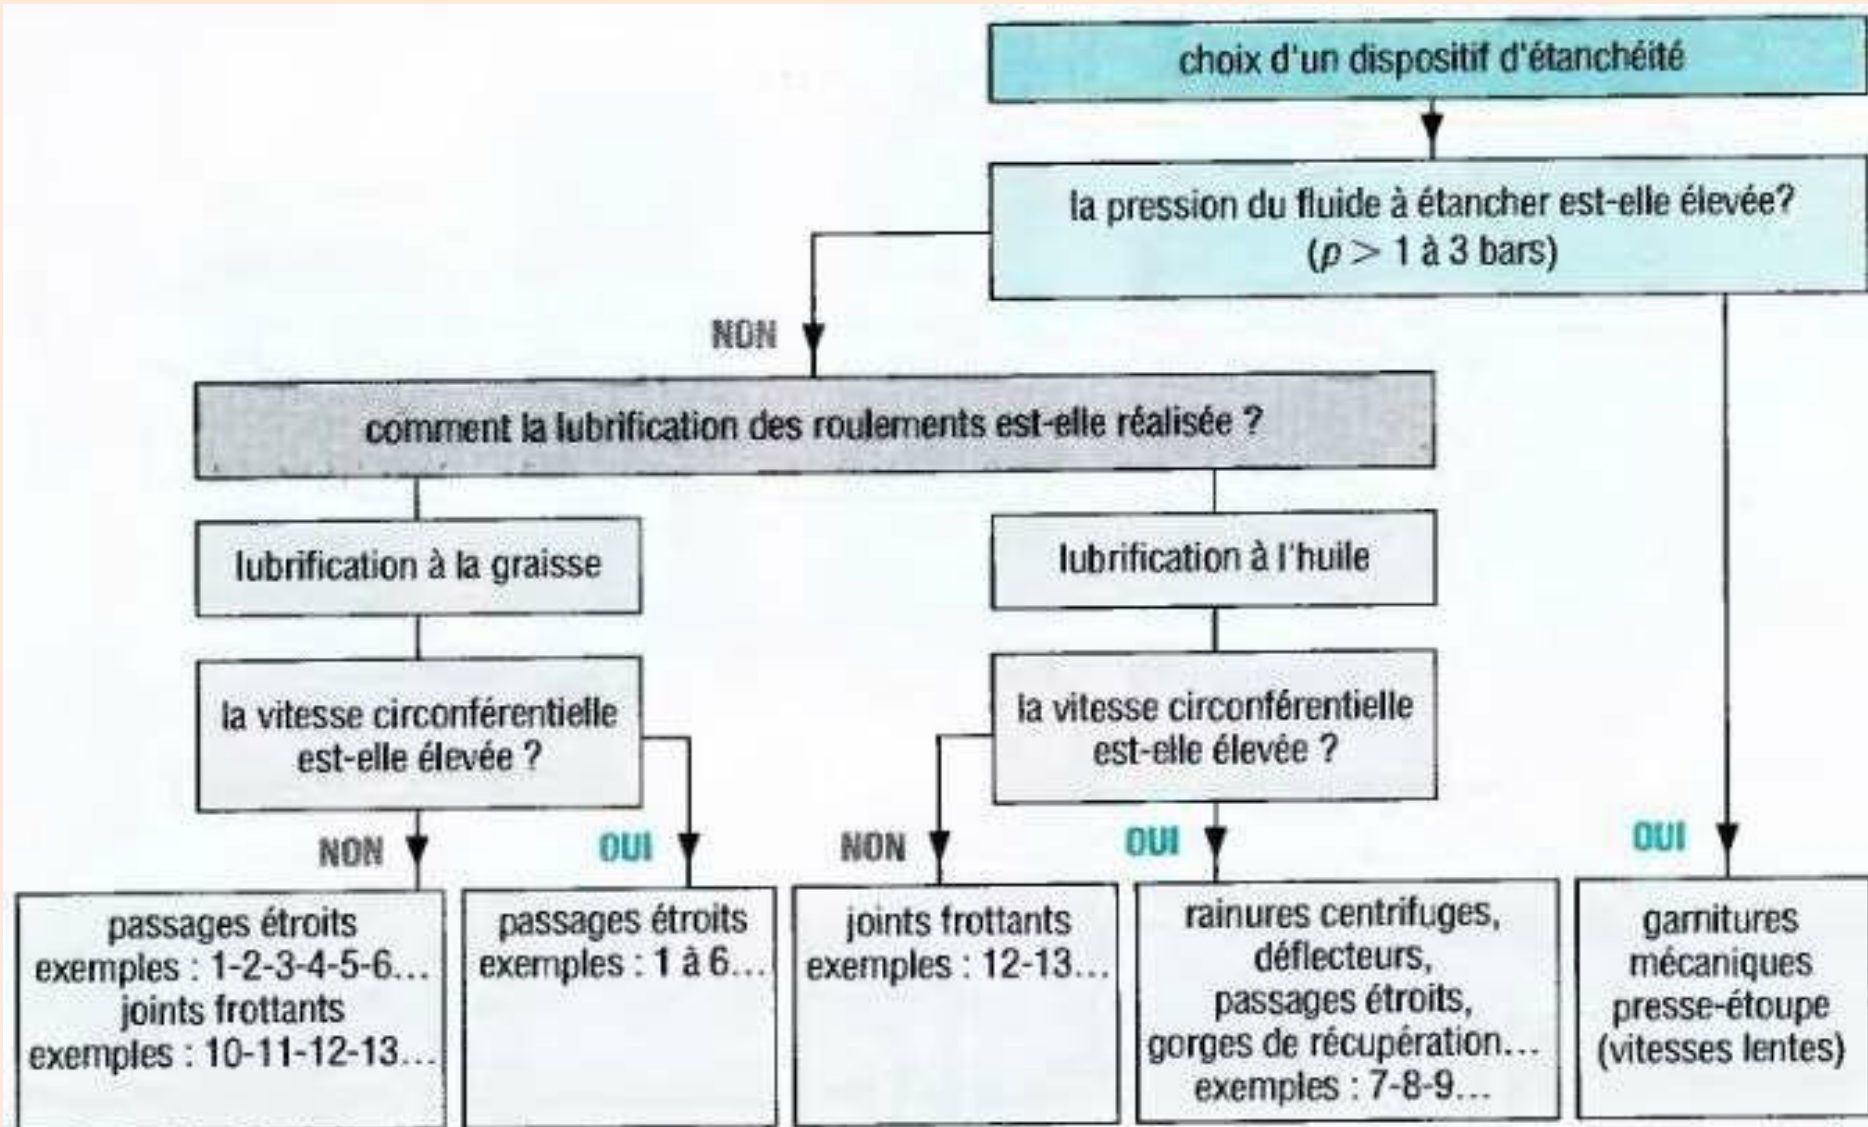 choix d'un dispositif d'étanchéité
la pression du fluide à étancher est-elle élevée?
(p > 1 à 3 bars)
NON
comment la lubrification des roulements est-elle réalisée ?
lubrification à la graisse
lubrification à l'huile
la vitesse circonférentielle
est-elle élevée ?
la vitesse circonférentielle
est-elle élevée ?
NON
OUI
NON
OUI
OUI
passages étroits
exemples : 1-2-3-4-5-6...
joints frottants
exemples : 10-11-12-13...
passages étroits
exemples : 1 à 6...
joints frottants
exemples : 12-13...
rainures centrifuges,
déflecteurs,
passages étroits,
gorges de récupération...
exemples : 7-8-9...
garnitures
mécaniques
presse-étoupe
(vitesses lentes)